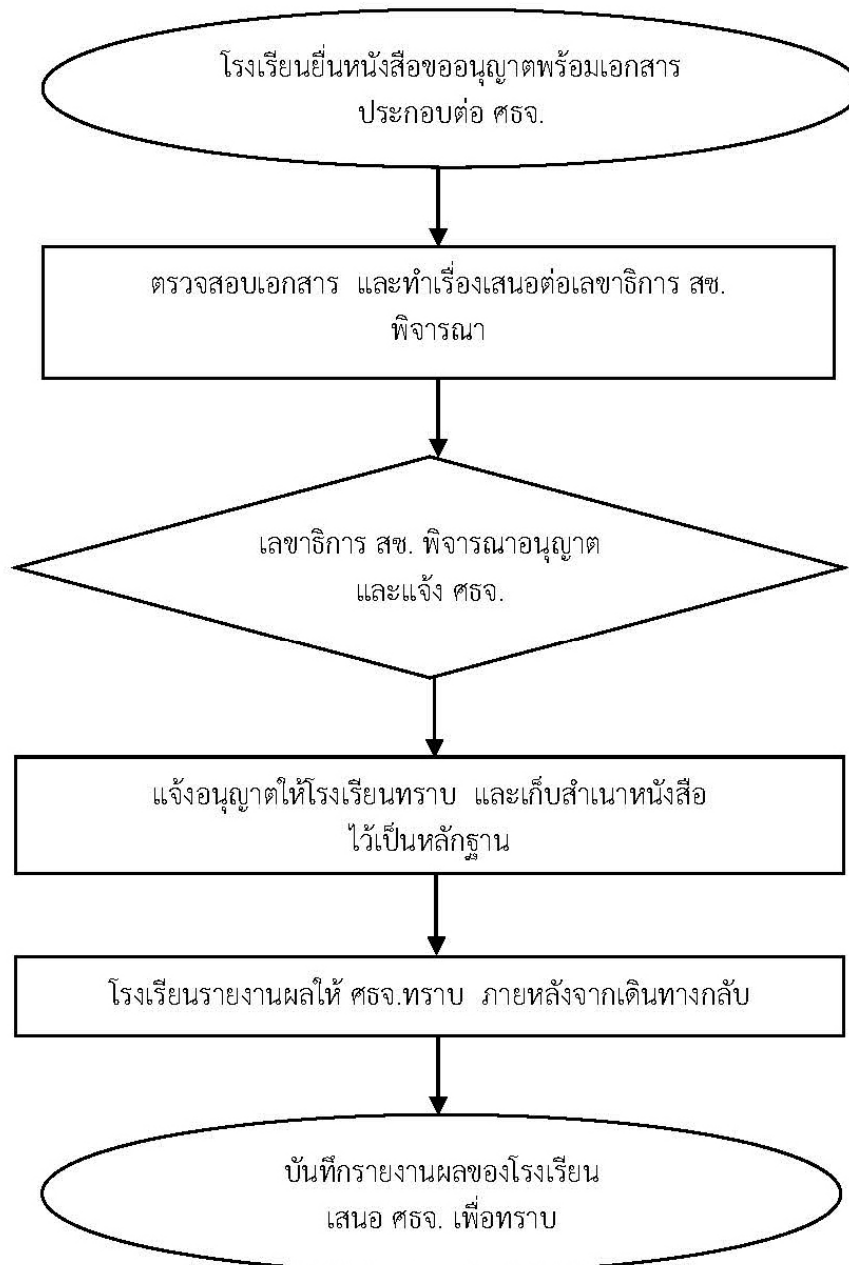 โรงเรียนยื่นหนังสือขออนุญาตพร้อมเอกสาร
ประกอบต่อ ศธจ.
ตรวจสอบเอกสาร และทำเรื่องเสนอต่อเลขาธิการ สช.
พิจารณา
เลขาธิการ สช. พิจารณาอนุญาต
และแจ้ง ศธจ.
แจ้งอนุญาตให้โรงเรียนทราบ และเก็บสำเนาหนังสือ
ไว้เป็นหลักฐาน
โรงเรียนรายงานผลให้ ศธจ.ทราบ ภายหลังจากเดินทางกลับ
บันทึกรายงานผลของโรงเรียน
เสนอ ศธจ. เพื่อทราบ